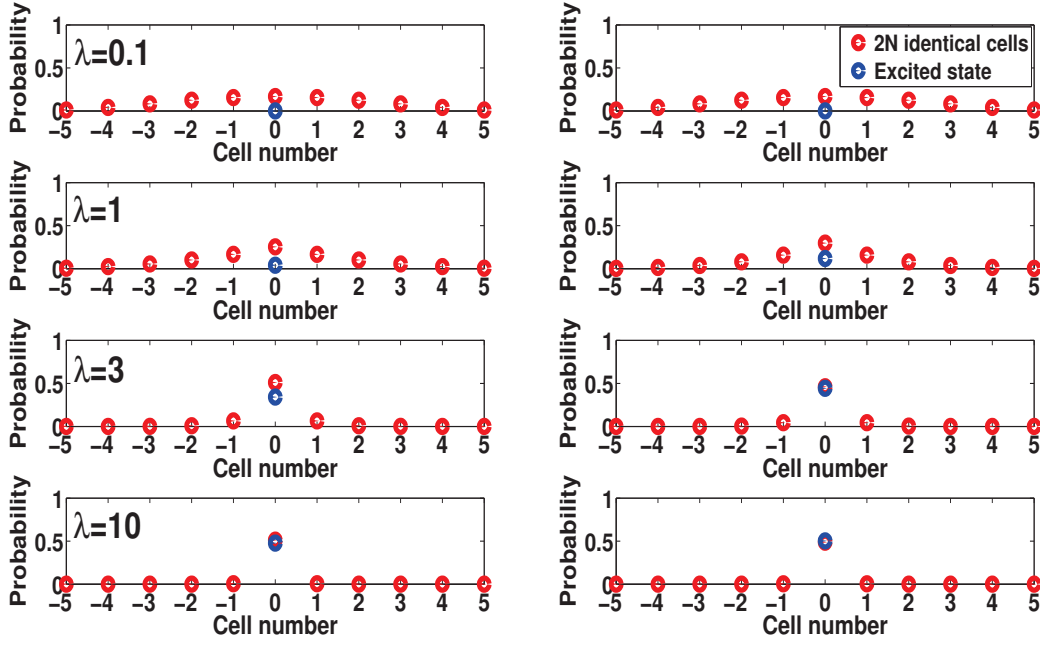 Probability
1
0.5
0
λ=0.1
−5 −4 −3 −2 −1 0 1 2 3 4 5
Cell number
Probability
1
0.5
0
2N identical cells
Excited state
−5 −4 −3 −2 −1 0 1 2 3 4 5
Cell number
Probability
1
0.5
0
λ=1
−5 −4 −3 −2 −1 0 1 2 3 4 5
Cell number
Probability
1
0.5
0
−5 −4 −3 −2 −1 0 1 2 3 4 5
Cell number
Probability
1
0.5
0
λ=3
−5 −4 −3 −2 −1 0 1 2 3 4 5
Cell number
Probability
1
0.5
0
−5 −4 −3 −2 −1 0 1 2 3 4 5
Cell number
Probability
1
0.5
0
λ=10
−5 −4 −3 −2 −1 0 1 2 3 4 5
Cell number
Probability
1
0.5
0
−5 −4 −3 −2 −1 0 1 2 3 4 5
Cell number